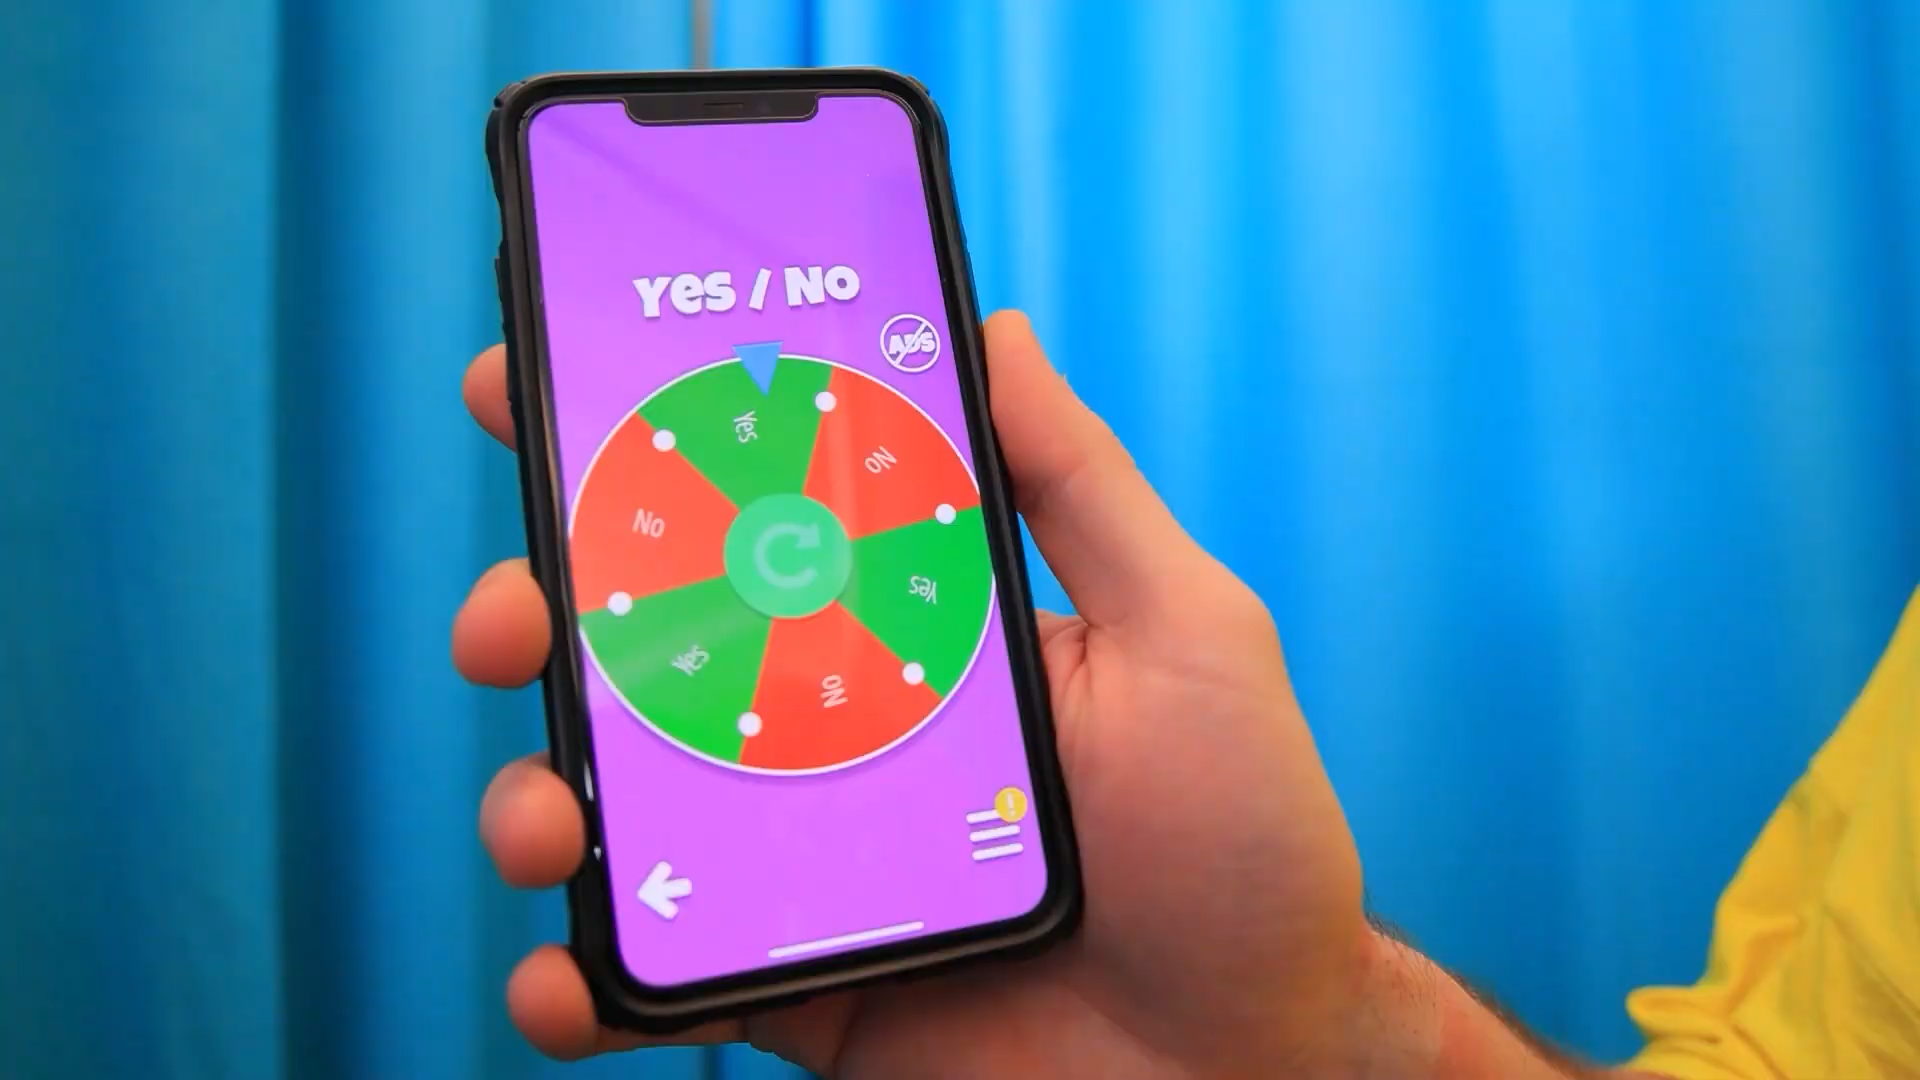 Yes / No
ADS
Yes
No
No
Yes
Yes
No